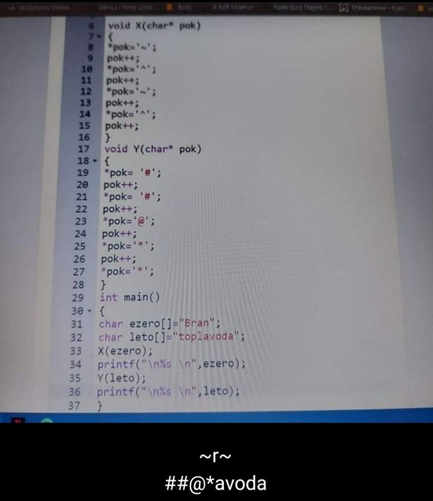 A Soft Murmur
6 void X(char* pok)
7 {
8 *pok='~';
9 pok++;
10 *pok='^';
11 pok++;
12 *pok='~';
13 pok++;
14 *pok='^';
15 pok++;
16 }
17 void Y(char* pok)
18 {
19 *pok= '#';
20 pok++;
21 *pok= '#';
22 pok++;
23 *pok='@';
24 pok++;
25 *pok='*';
26 pok++;
27 *pok='*';
28 }
29 int main()
30 {
31 char ezero[]="Bran";
32 char leto[]="toplavoda";
33 X(ezero);
34 printf("\n%s \n",ezero);
35 Y(leto);
36 printf("\n%s \n",leto);
37 }
~r~
##@*avoda